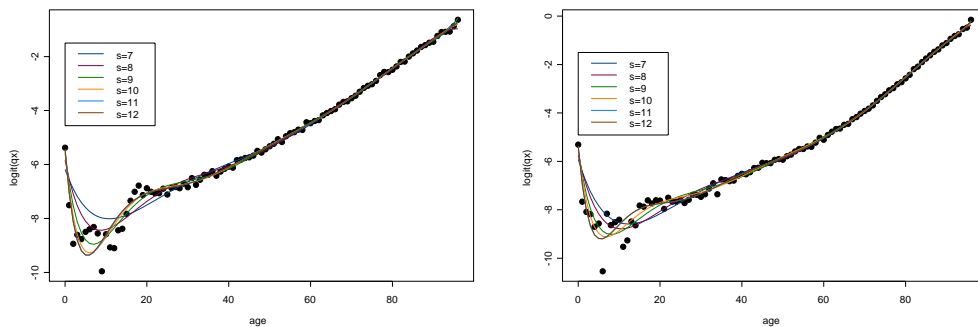 -2
-4
-6
-8
-10
logit(qx)
s=7
s=8
s=9
s=10
s=11
s=12
0 20 40 60 80
age
0
-2
-4
-6
-8
-10
logit(qx)
s=7
s=8
s=9
s=10
s=11
s=12
0 20 40 60 80
age